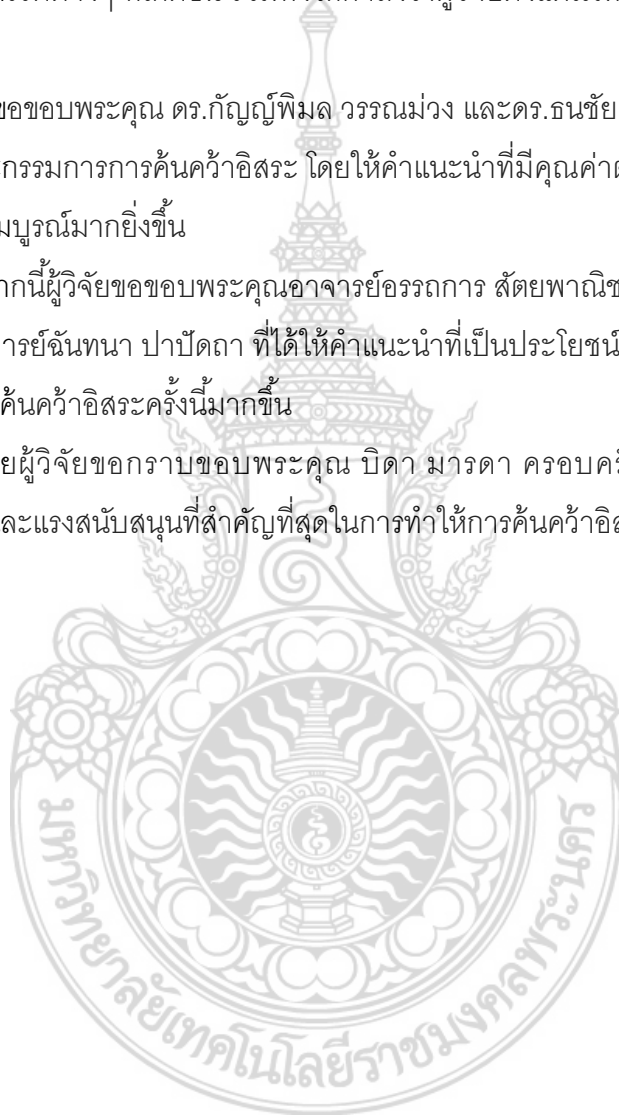 ขอขอบพระคุณ ดร.กัญญ์พิมล วรรณม่วง และดร.ธนชัย
ะกรรมการการค้นคว้าอิสระ โดยให้คำแนะนำที่มีคุณค่า
มบูรณ์มากยิ่งขึ้น
ากนี้ผู้วิจัยขอขอบพระคุณอาจารย์อรรถการ สัตยพาณิช
ารย์ฉันทนา ปาปัดถา ที่ได้ให้คำแนะนำที่เป็นประโยชน์
ค้นคว้าอิสระครั้งนี้มากขึ้น
ยผู้วิจัยขอกราบขอบพระคุณ บิดา มารดา ครอบครั
และแรงสนับสนุนที่สำคัญที่สุดในการทำให้การค้นคว้าอิส
มหาวิทยาลัยเทคโนโลยีราชมงคลพระนคร